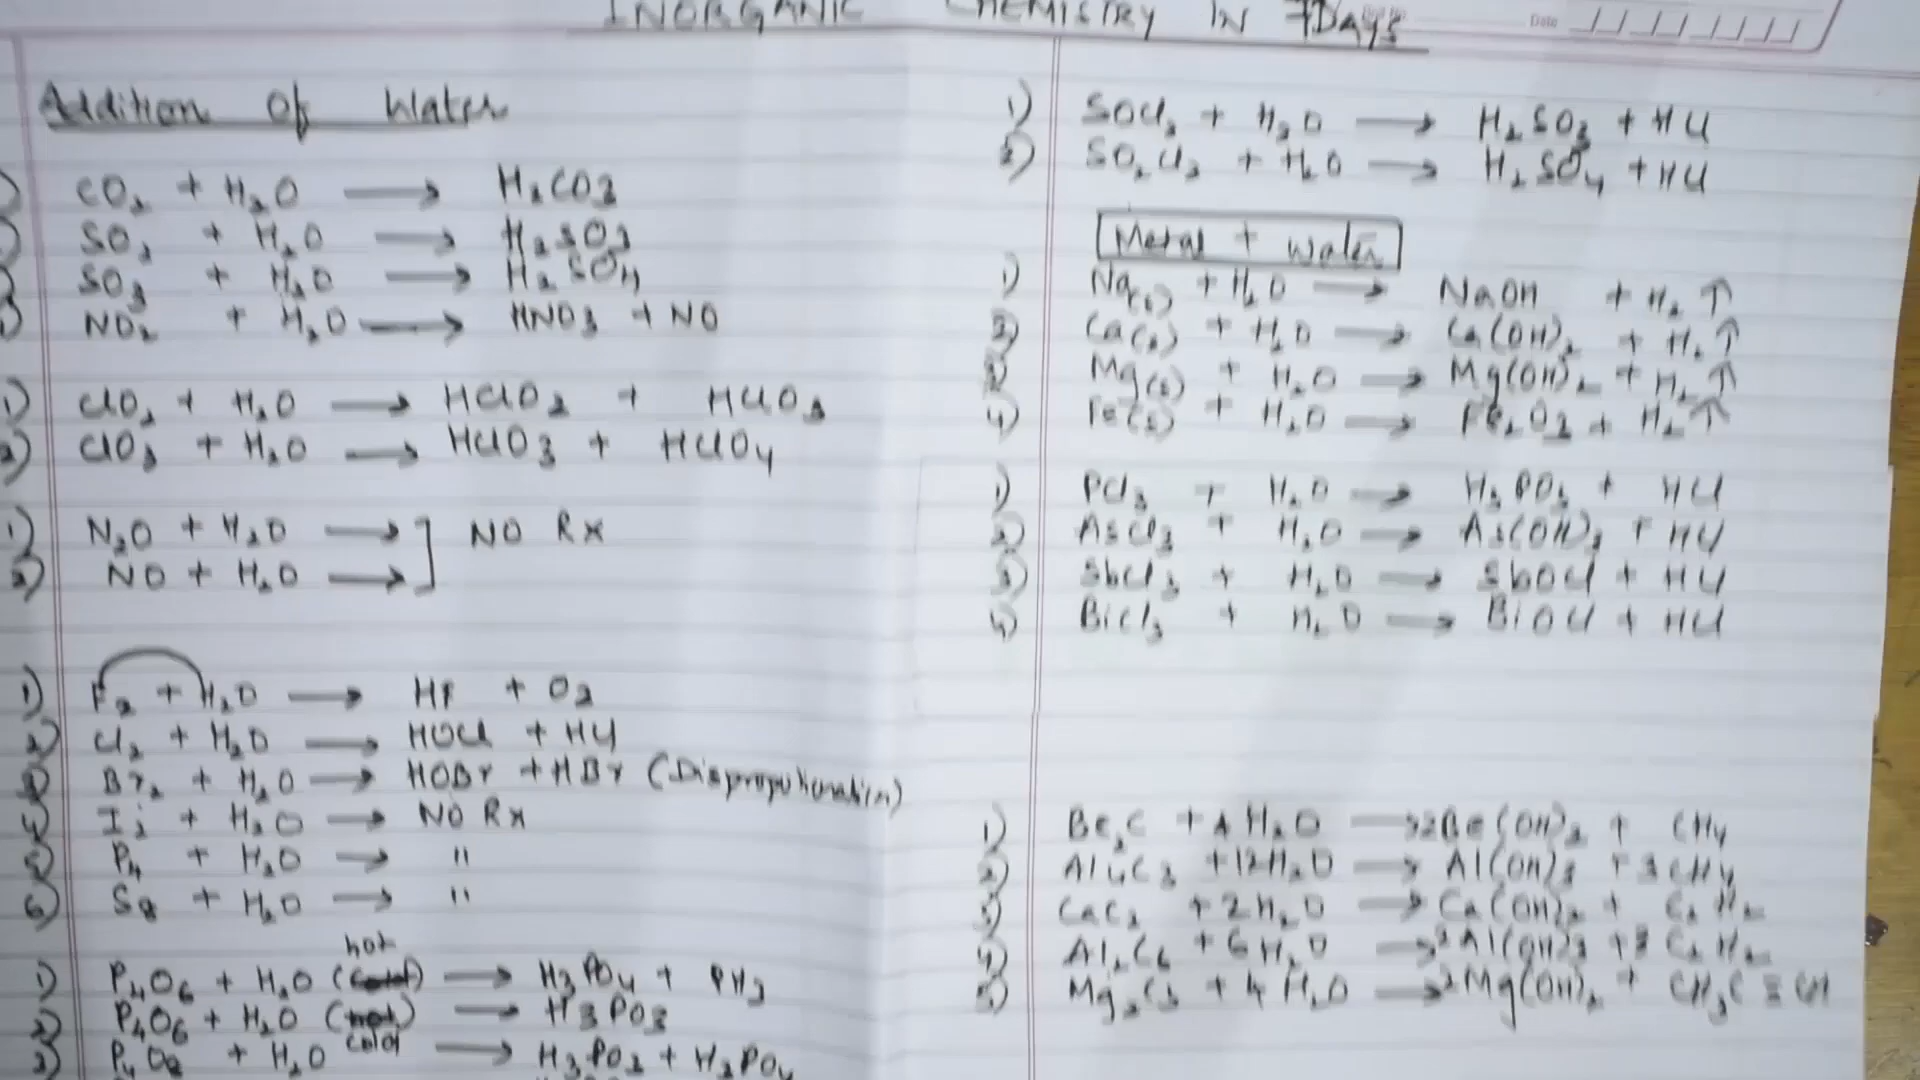 INORGANIC CHEMISTRY IN 7 DAYS
Date
Addition of Water
CO2 + H2O → H2CO3
SO2 + H2O → H2SO3
SO3 + H2O → H2SO4
NO2 + H2O → HNO3 + NO
1) ClO2 + H2O → HClO2 + HClO3
2) ClO3 + H2O → HClO3 + HClO4
1) N2O + H2O → ] NO Rx
2) NO + H2O →
1) F2 + H2O → HF + O2
2) Cl2 + H2O → HOCl + HCl
3) Br2 + H2O → HOBr + HBr (Disproportionation)
4) I2 + H2O → NO Rx
5) P4 + H2O → "
6) S8 + H2O → "
1) P4O6 + H2O (hot) → H3PO4 + PH3
2) P4O6 + H2O (cold) → H3PO3
3) P4O8 + H2O → H3PO3 + H3PO4
1) SOCl2 + H2O → H2SO3 + HCl
2) SO2Cl2 + H2O → H2SO4 + HCl
Metal + Water
1) Na(s) + H2O → NaOH + H2 ↑
2) Ca(s) + H2O → Ca(OH)2 + H2 ↑
3) Mg(s) + H2O → Mg(OH)2 + H2 ↑
4) Fe(s) + H2O → Fe2O3 + H2 ↑
1) PCl3 + H2O → H3PO3 + HCl
2) AsCl3 + H2O → As(OH)3 + HCl
3) SbCl3 + H2O → SbOCl + HCl
4) BiCl3 + H2O → BiOCl + HCl
1) Be2C + 4 H2O → 2Be(OH)2 + CH4
2) Al4C3 + 12H2O → Al(OH)3 + 3CH4
3) CaC2 + 2H2O → Ca(OH)2 + C2H2
4) Al2C6 + 6H2O → 2Al(OH)3 + 3C2H2
5) Mg2C3 + 4 H2O → 2Mg(OH)2 + CH3C≡CH